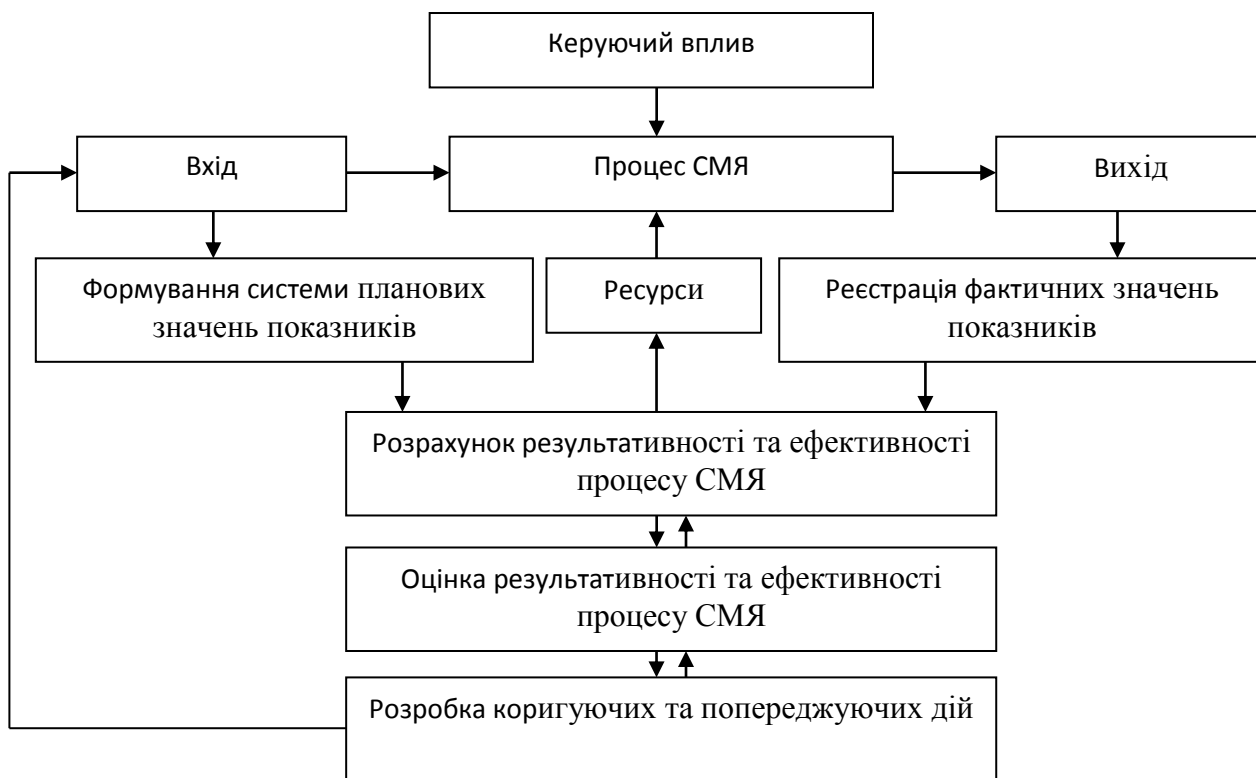 Керуючий вплив
Вхід
Процес СМЯ
Вихід
Формування системи планових
значень показників
Ресурси
Реєстрація фактичних значень
показників
Розрахунок результативності та ефективності
процесу СМЯ
Оцінка результативності та ефективності
процесу СМЯ
Розробка коригуючих та попереджуючих дій